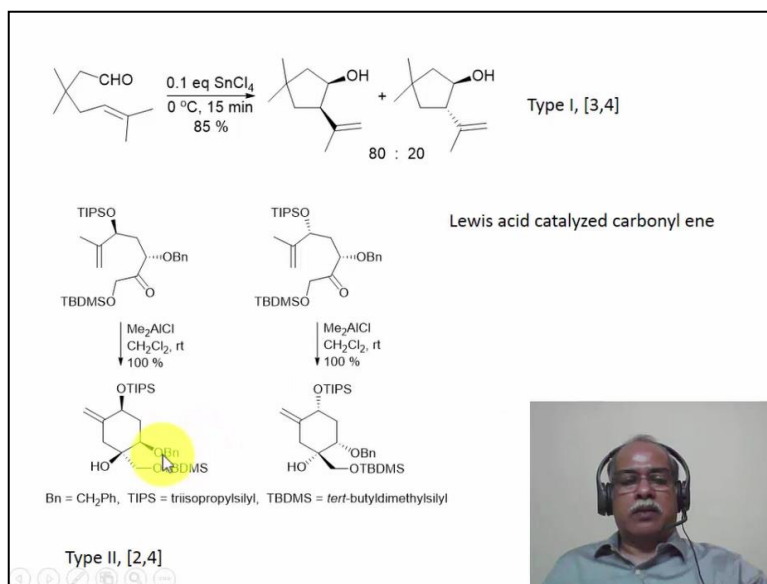 CHO
0.1 eq SnCl4
0 °C, 15 min
85 %
OH
+
OH
80 : 20
Type I, [3,4]
Lewis acid catalyzed carbonyl ene
TIPSO
OBn
O
TBDMSO
TIPSO
OBn
O
TBDMSO
Me2AlCl
CH2Cl2, rt
100 %
Me2AlCl
CH2Cl2, rt
100 %
OTIPS
OBn
HO
OTBDMS
OTIPS
OBn
HO
OTBDMS
Bn = CH2Ph, TIPS = triisopropylsilyl, TBDMS = tert-butyldimethylsilyl
Type II, [2,4]